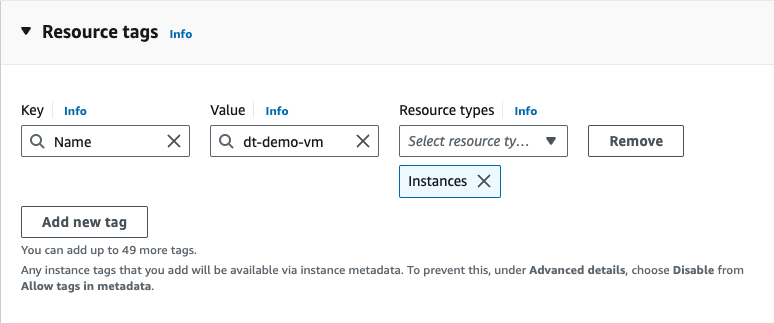 Resource tags Info
Key Info Value Info Resource types Info
Name dt-demo-vm Select resource ty... Remove
Instances
Add new tag
You can add up to 49 more tags.
Any instance tags that you add will be available via instance metadata. To prevent this, under Advanced details, choose Disable from
Allow tags in metadata.